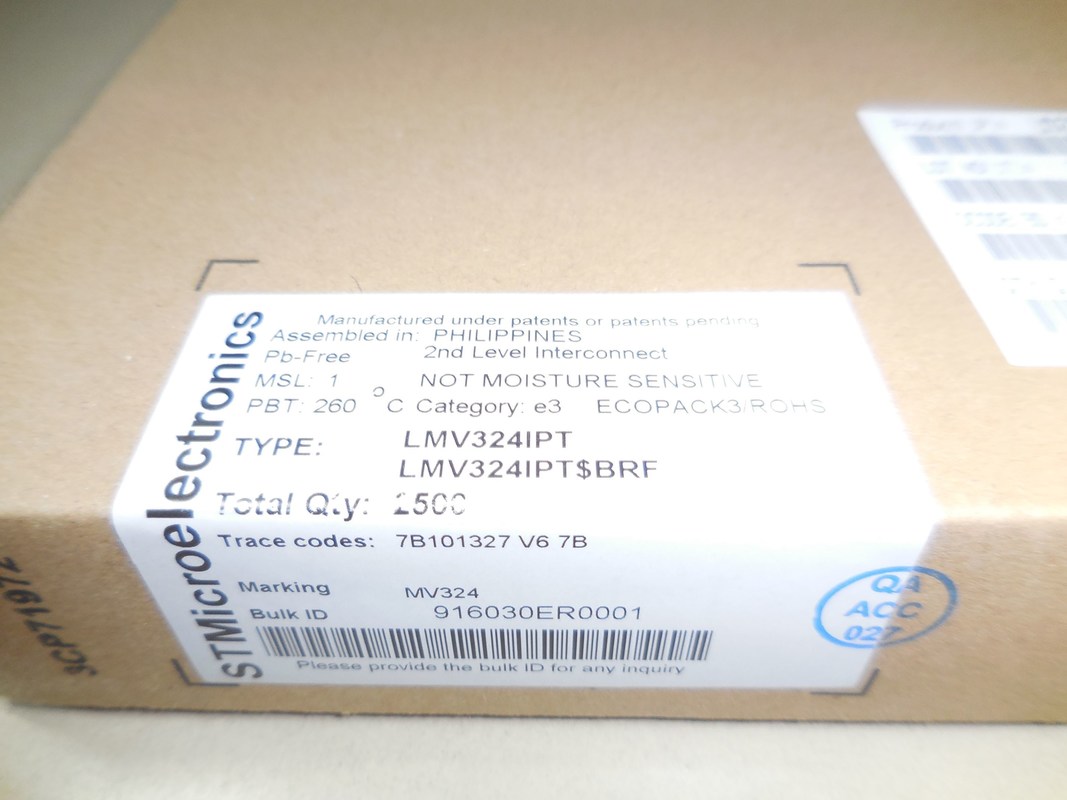 STMicroelectronics
Manufactured under patents or patents pending
Assembled in: PHILIPPINES
Pb-Free 2nd Level Interconnect
MSL: 1 NOT MOISTURE SENSITIVE
PBT: 260 °C Category: e3 ECOPACK3/ROHS
TYPE: LMV324IPT
LMV324IPT$BRF
Total Qty: 2500
Trace codes: 7B101327 V6 7B
Marking MV324
Bulk ID 916030ER0001
Please provide the bulk ID for any inquiry
QA
ACC
027